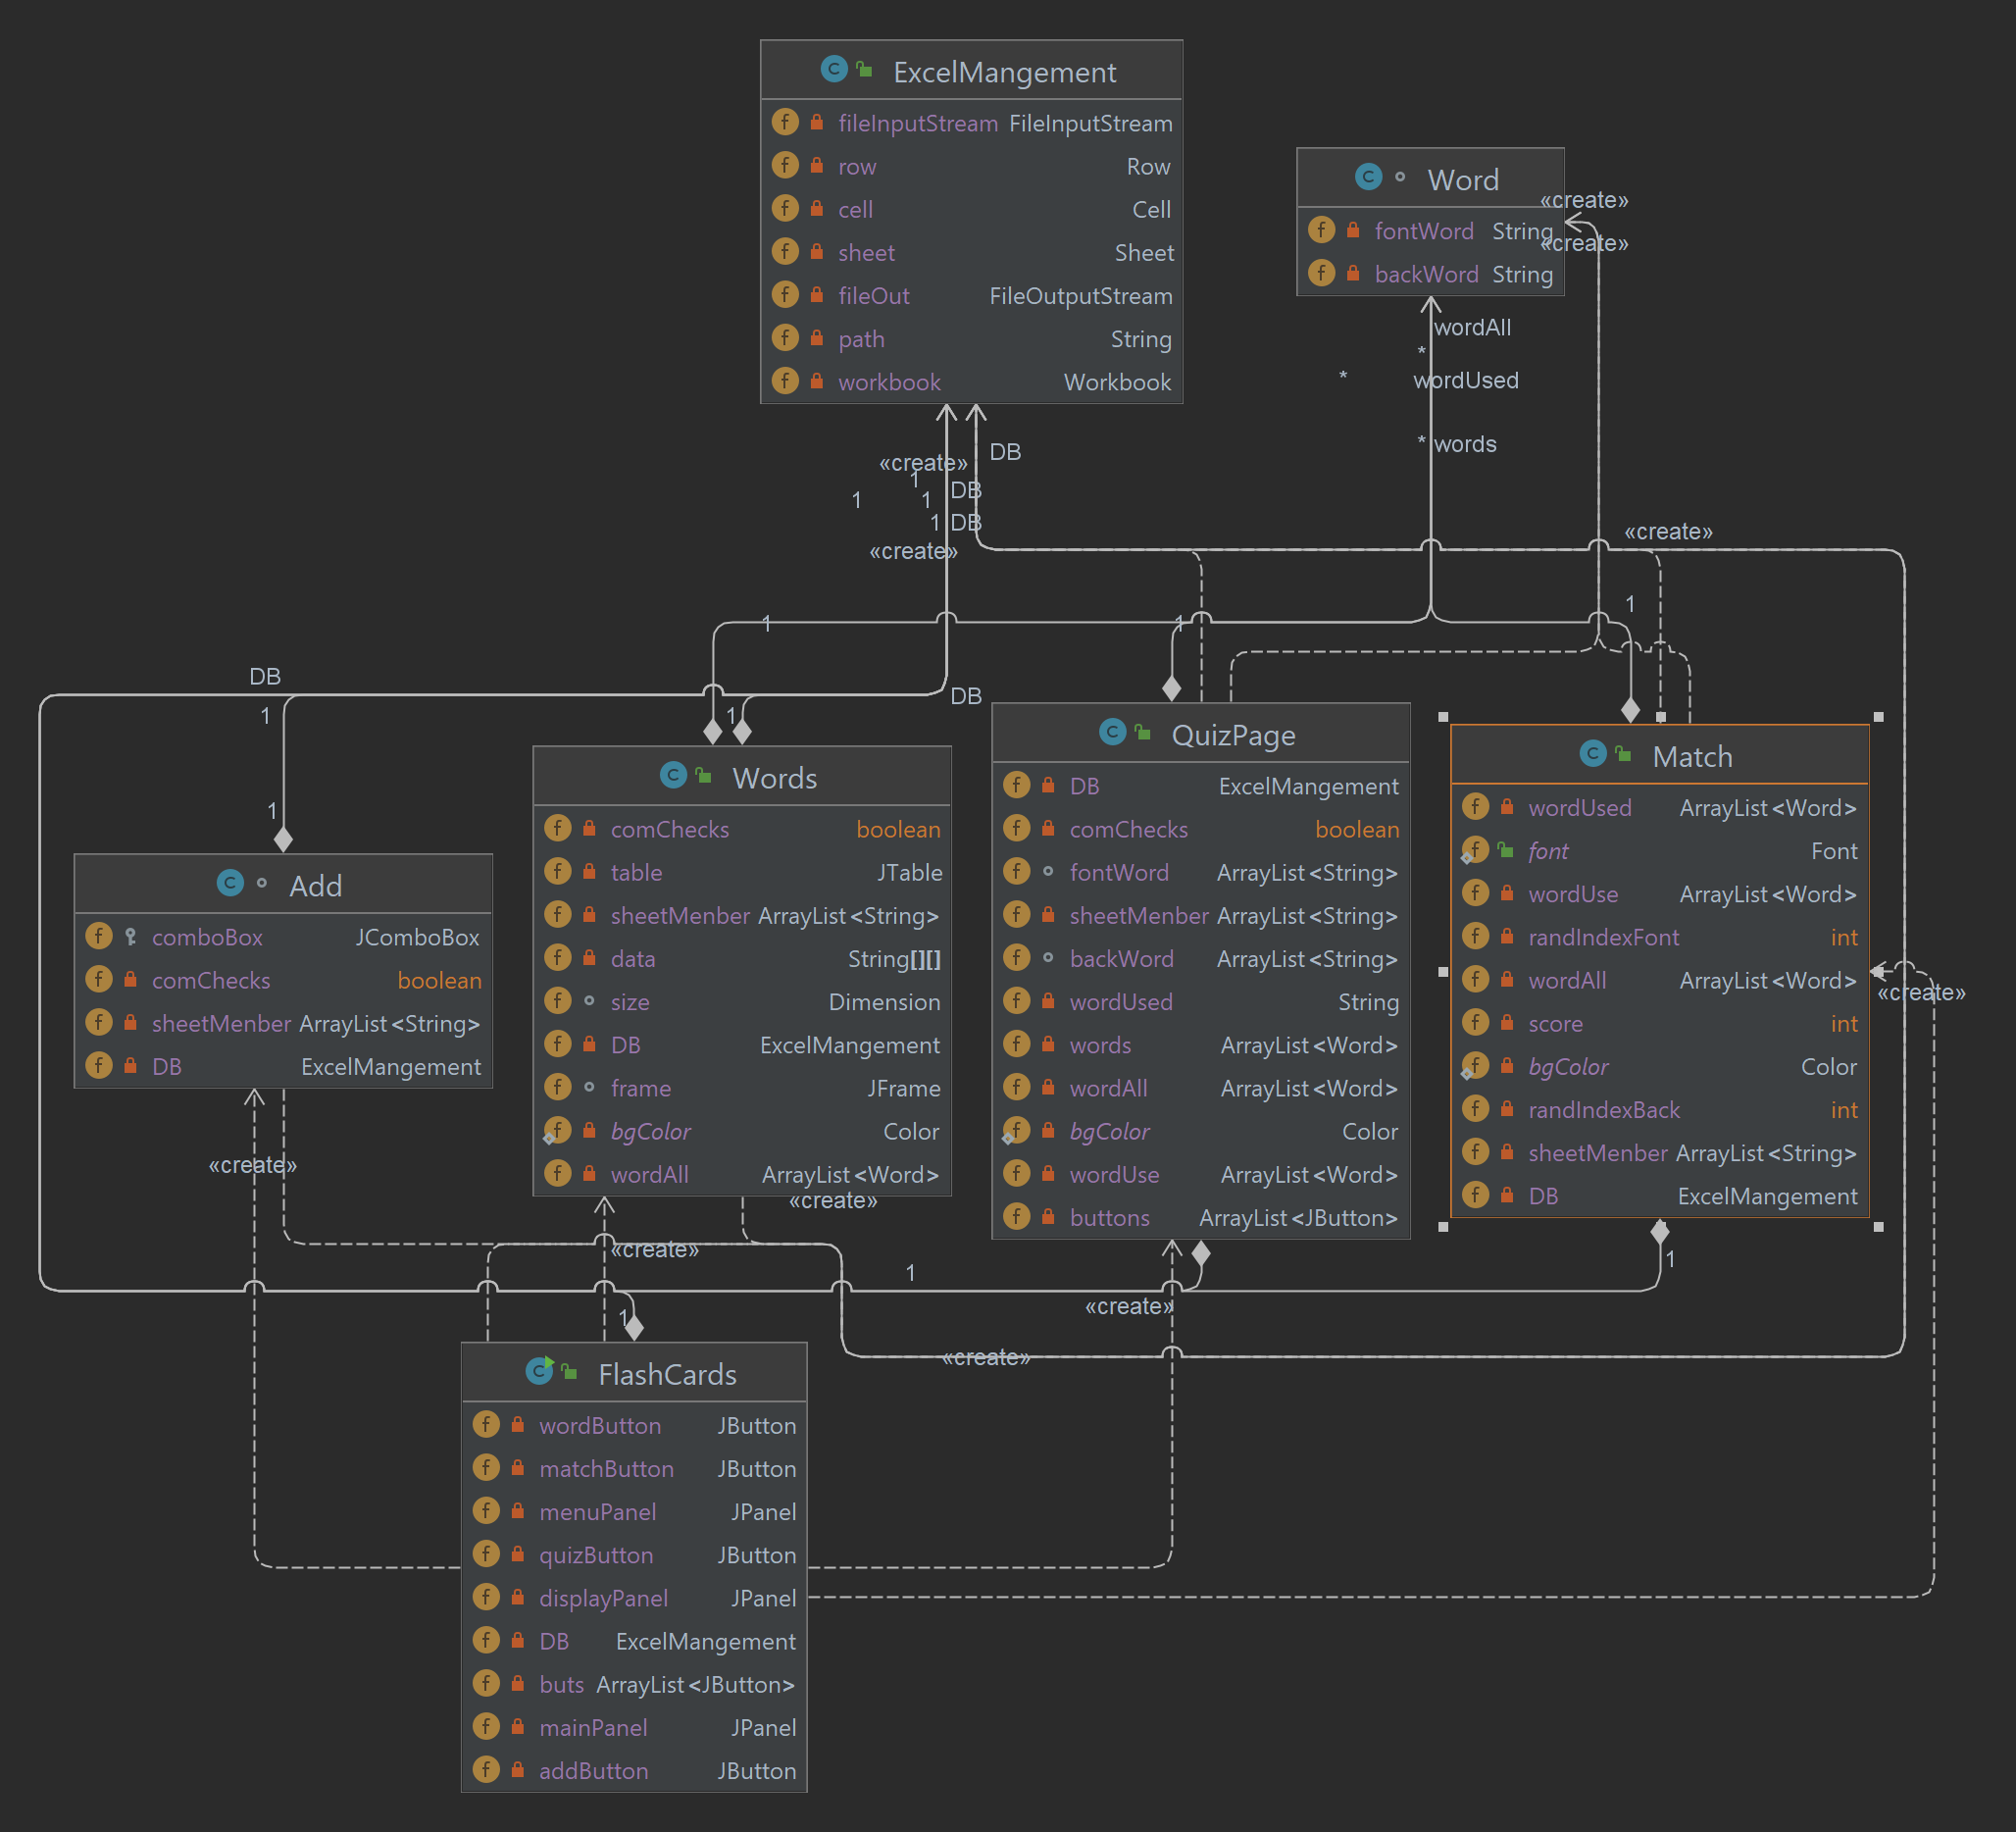 ExcelMangement
fileInputStream FileInputStream
row Row
cell Cell
sheet Sheet
fileOut FileOutputStream
path String
workbook Workbook
Word
fontWord String
backWord String
«create»
«create»
wordAll
*
* wordUsed
* words
«create»
DB
1
1 1 DB
1 DB
«create»
«create»
1
1
1
DB
1
1
DB
1
Words
comChecks boolean
table JTable
sheetMenber ArrayList<String>
data String[][]
size Dimension
DB ExcelMangement
frame JFrame
bgColor Color
wordAll ArrayList<Word>
QuizPage
DB ExcelMangement
comChecks boolean
fontWord ArrayList<String>
sheetMenber ArrayList<String>
backWord ArrayList<String>
wordUsed String
words ArrayList<Word>
wordAll ArrayList<Word>
bgColor Color
wordUse ArrayList<Word>
buttons ArrayList<JButton>
Match
wordUsed ArrayList<Word>
font Font
wordUse ArrayList<Word>
randIndexFont int
wordAll ArrayList<Word>
score int
bgColor Color
randIndexBack int
sheetMenber ArrayList<String>
DB ExcelMangement
«create»
Add
comboBox JComboBox
comChecks boolean
sheetMenber ArrayList<String>
DB ExcelMangement
«create»
«create»
«create»
1
1
«create»
1
«create»
FlashCards
wordButton JButton
matchButton JButton
menuPanel JPanel
quizButton JButton
displayPanel JPanel
DB ExcelMangement
buts ArrayList<JButton>
mainPanel JPanel
addButton JButton